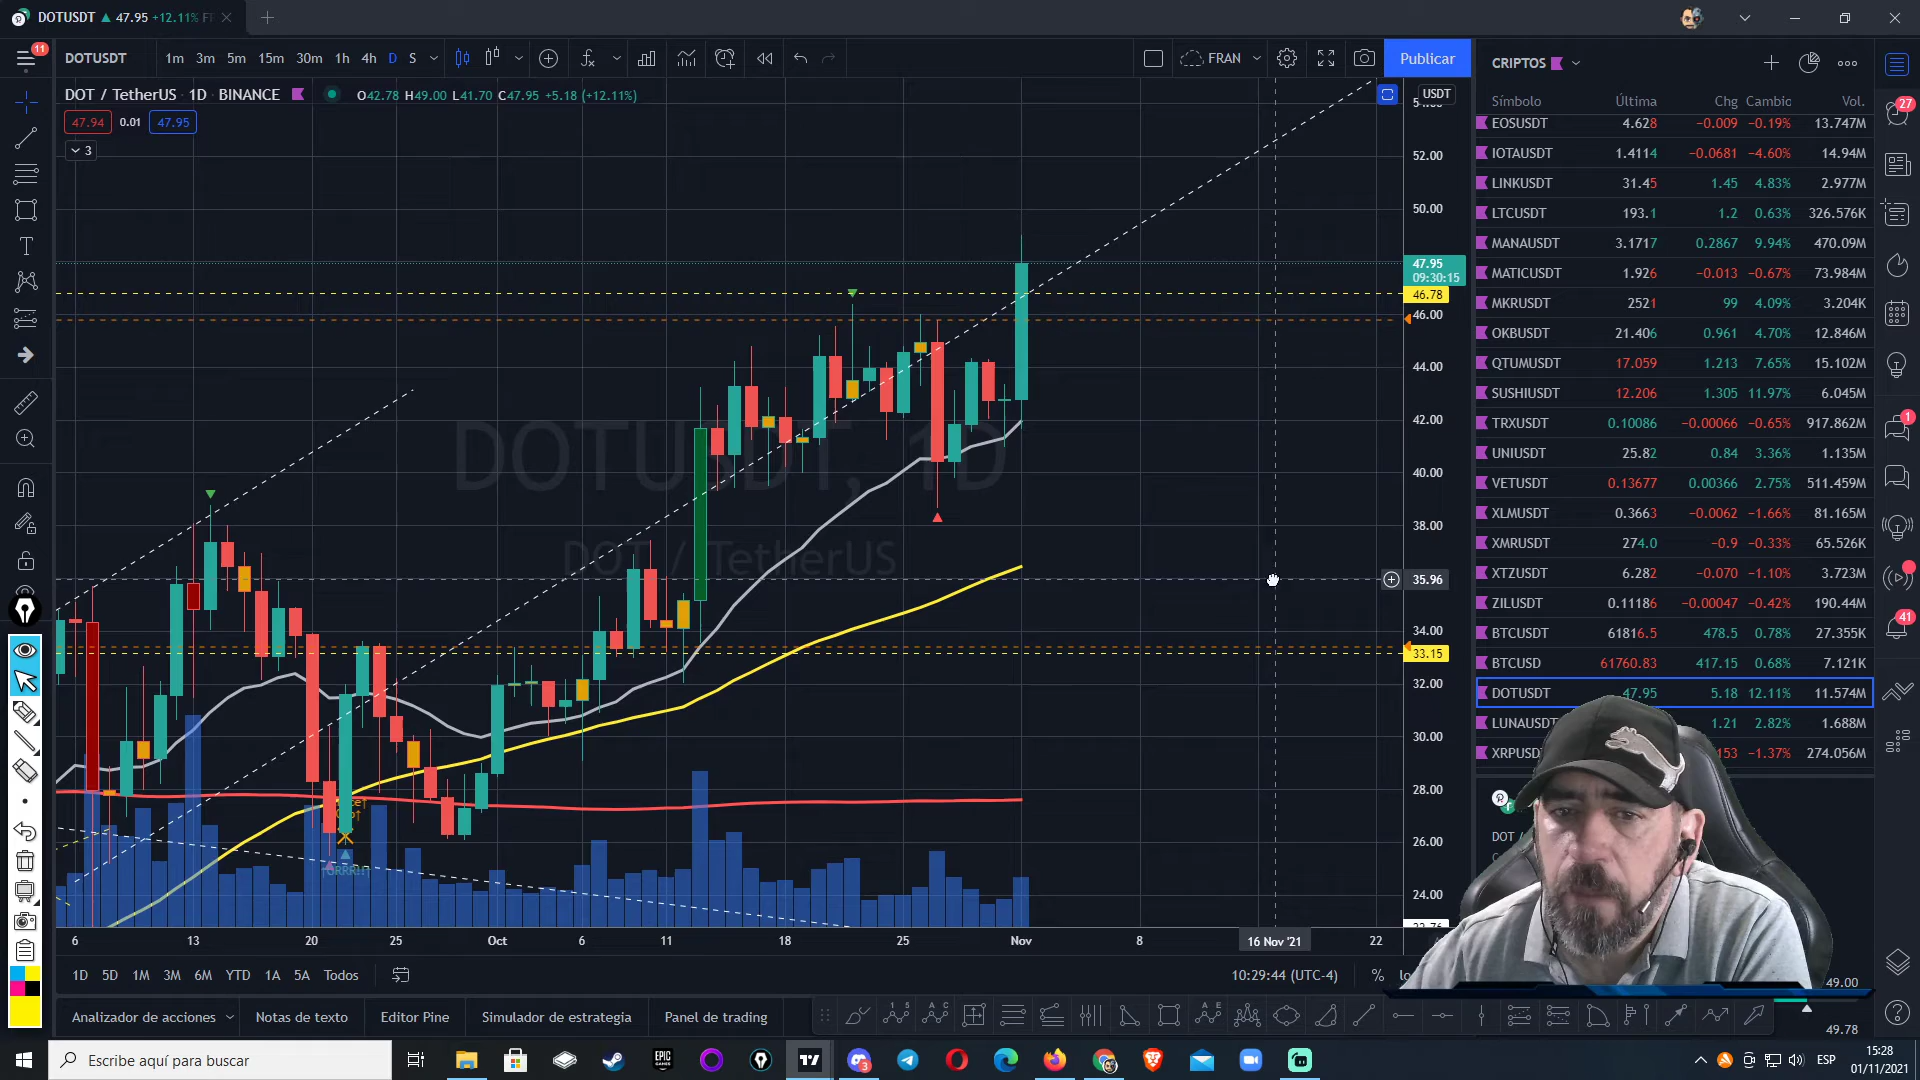 DOTUSDT ▲ 47.95 +12.11%
11
DOTUSDT 1m 3m 5m 15m 30m 1h 4h D S
FRAN Publicar
DOT / TetherUS · 1D · BINANCE O42.78 H49.00 L41.70 C47.95 +5.18 (+12.11%)
47.94 0.01 47.95
3
USDT
52.00
50.00
47.95
09:30:15
46.78
46.00
44.00
42.00
40.00
38.00
35.96
34.00
33.15
32.00
30.00
28.00
26.00
24.00
DOTUSDT, 1D
DOT / TetherUS
6 13 20 25 Oct 6 11 18 25 Nov 8 16 Nov '21 22
1D 5D 1M 3M 6M YTD 1A 5A Todos
10:29:44 (UTC-4) %
Analizador de acciones Notas de texto Editor Pine Simulador de estrategia Panel de trading
CRIPTOS
Símbolo Última Chg Cambio Vol.
EOSUSDT 4.628 −0.009 −0.19% 13.747M
IOTAUSDT 1.4114 −0.0681 −4.60% 14.94M
LINKUSDT 31.45 1.45 4.83% 2.977M
LTCUSDT 193.1 1.2 0.63% 326.576K
MANAUSDT 3.1717 0.2867 9.94% 470.09M
MATICUSDT 1.926 −0.013 −0.67% 73.984M
MKRUSDT 2521 99 4.09% 3.204K
OKBUSDT 21.406 0.961 4.70% 12.846M
QTUMUSDT 17.059 1.213 7.65% 15.102M
SUSHIUSDT 12.206 1.305 11.97% 6.045M
TRXUSDT 0.10086 −0.00066 −0.65% 917.862M
UNIUSDT 25.82 0.84 3.36% 1.135M
VETUSDT 0.13677 0.00366 2.75% 511.459M
XLMUSDT 0.3663 −0.0062 −1.66% 81.165M
XMRUSDT 274.0 −0.9 −0.33% 65.526K
XTZUSDT 6.282 −0.070 −1.10% 3.723M
ZILUSDT 0.11186 −0.00047 −0.42% 190.44M
BTCUSDT 61816.5 478.5 0.78% 27.355K
BTCUSD 61760.83 417.15 0.68% 7.121K
DOTUSDT 47.95 5.18 12.11% 11.574M
LUNAUSDT 1.21 2.82% 1.688M
XRPUSD −1.37% 274.056M
DOT /
49.00
49.78
27
1
41
Escribe aquí para buscar
EPIC GAMES
3
ESP
15:28
01/11/2021